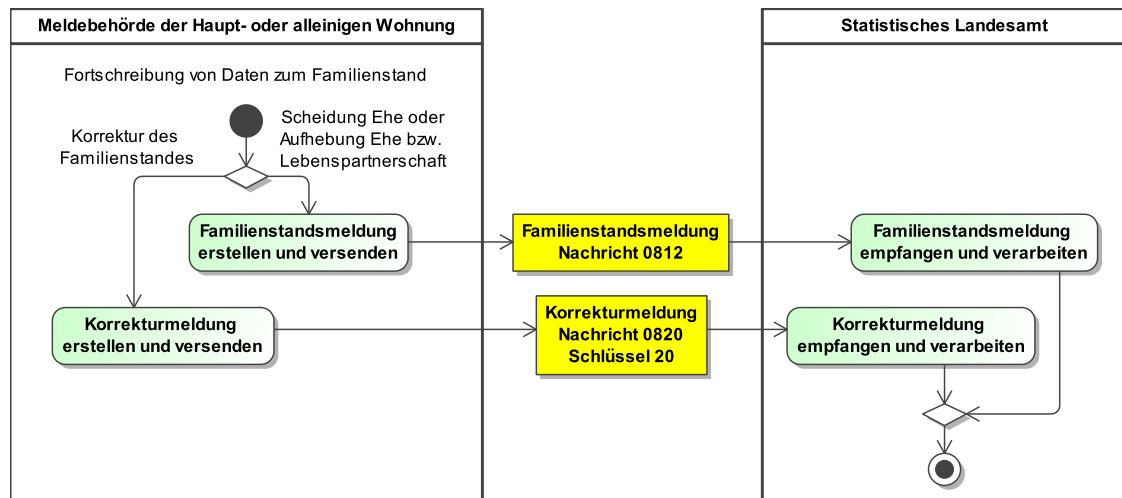 Meldebehörde der Haupt- oder alleinigen Wohnung
Statistisches Landesamt
Fortschreibung von Daten zum Familienstand
Korrektur des
Familienstandes
Scheidung Ehe oder
Aufhebung Ehe bzw.
Lebenspartnerschaft
Familienstandsmeldung
erstellen und versenden
Familienstandsmeldung
Nachricht 0812
Familienstandsmeldung
empfangen und verarbeiten
Korrekturmeldung
erstellen und versenden
Korrekturmeldung
Nachricht 0820
Schlüssel 20
Korrekturmeldung
empfangen und verarbeiten